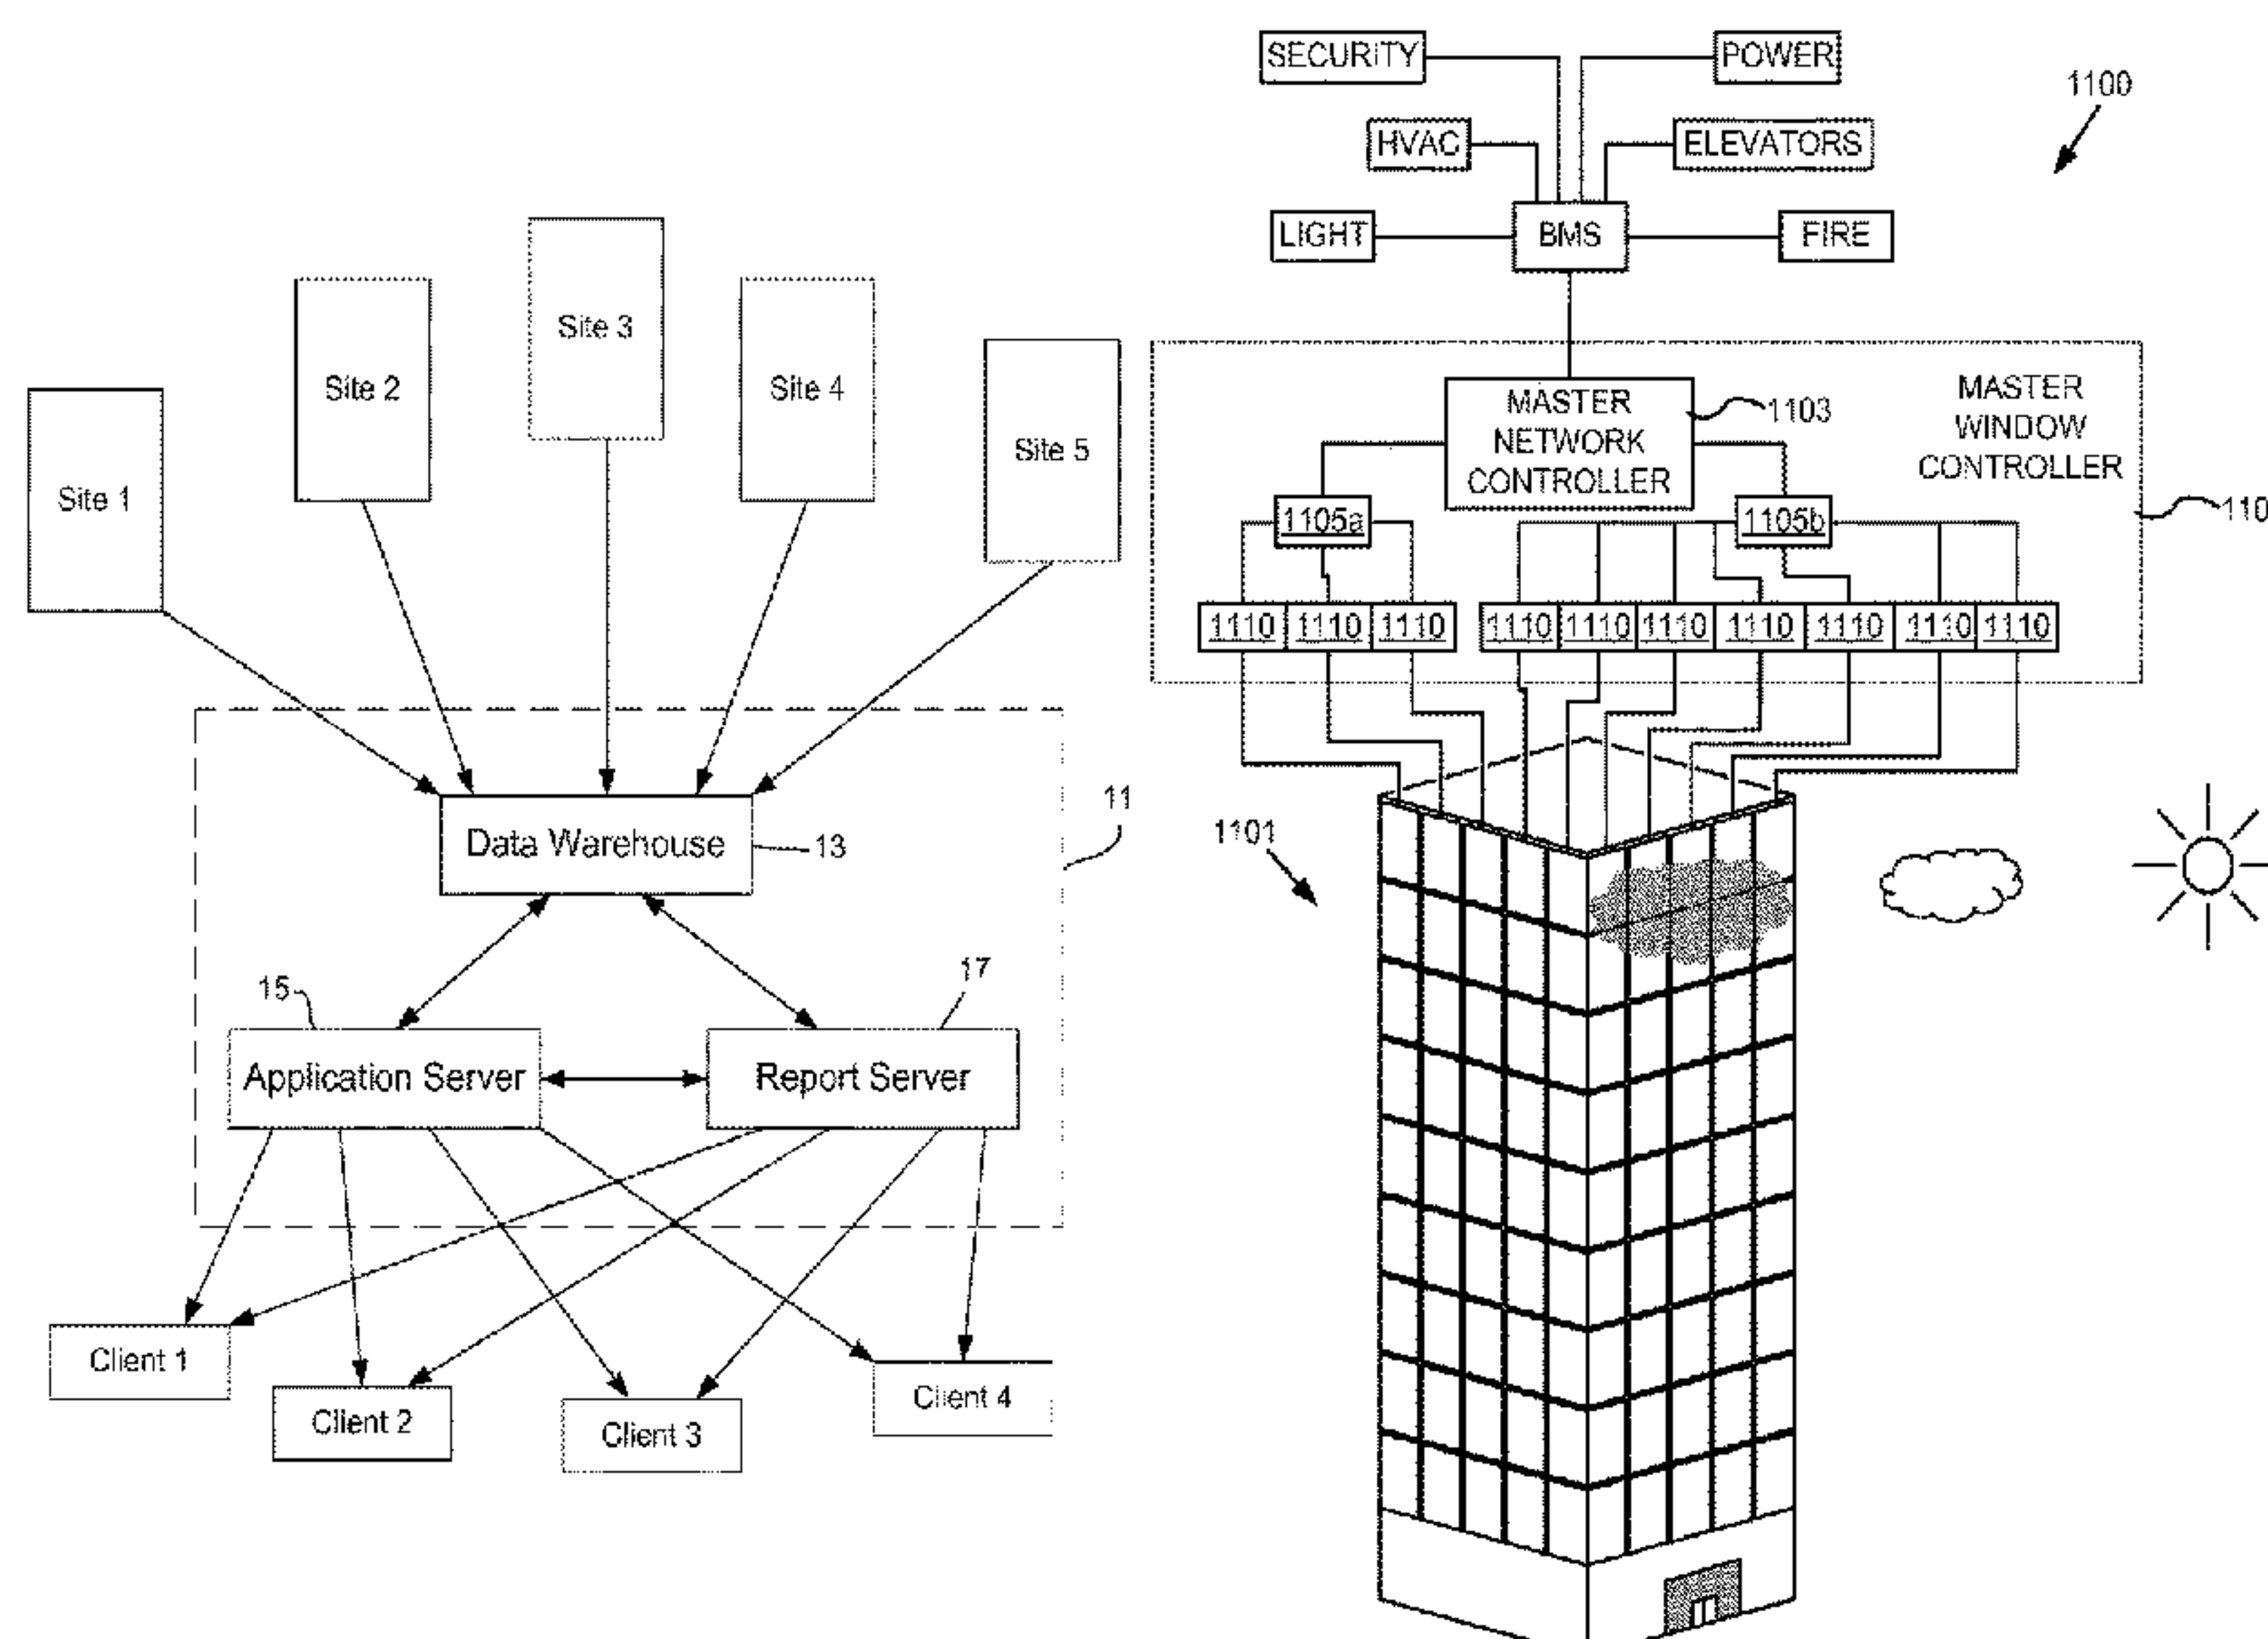 Site 3
Site 2
Site 4
Site 5
Site 1
Data Warehouse
13
11
15
17
Application Server
Report Server
Client 1
Client 2
Client 3
Client 4
SECURITY
POWER
1100
HVAC
ELEVATORS
LIGHT
BMS
FIRE
MASTER
NETWORK
CONTROLLER
1103
MASTER
WINDOW
CONTROLLER
110
1105a
1105b
1110 1110 1110
1110 1110 1110 1110 1110 1110 1110
1101